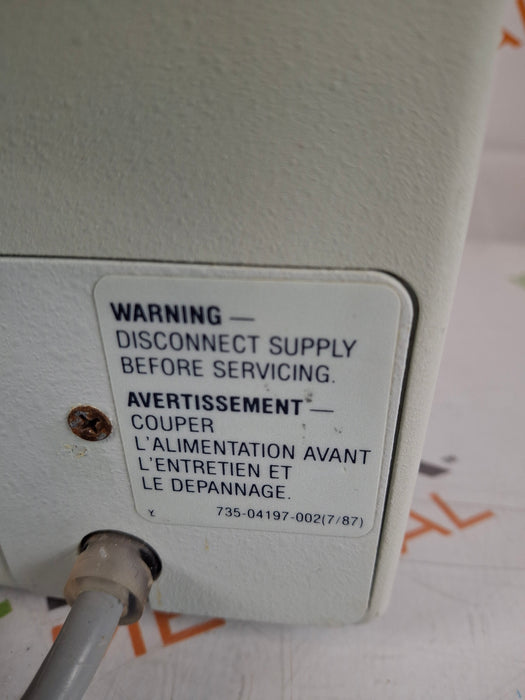 WARNING —
DISCONNECT SUPPLY
BEFORE SERVICING.
AVERTISSEMENT —
COUPER
L'ALIMENTATION AVANT
L'ENTRETIEN ET
LE DEPANNAGE.
Y 735-04197-002(7/87)